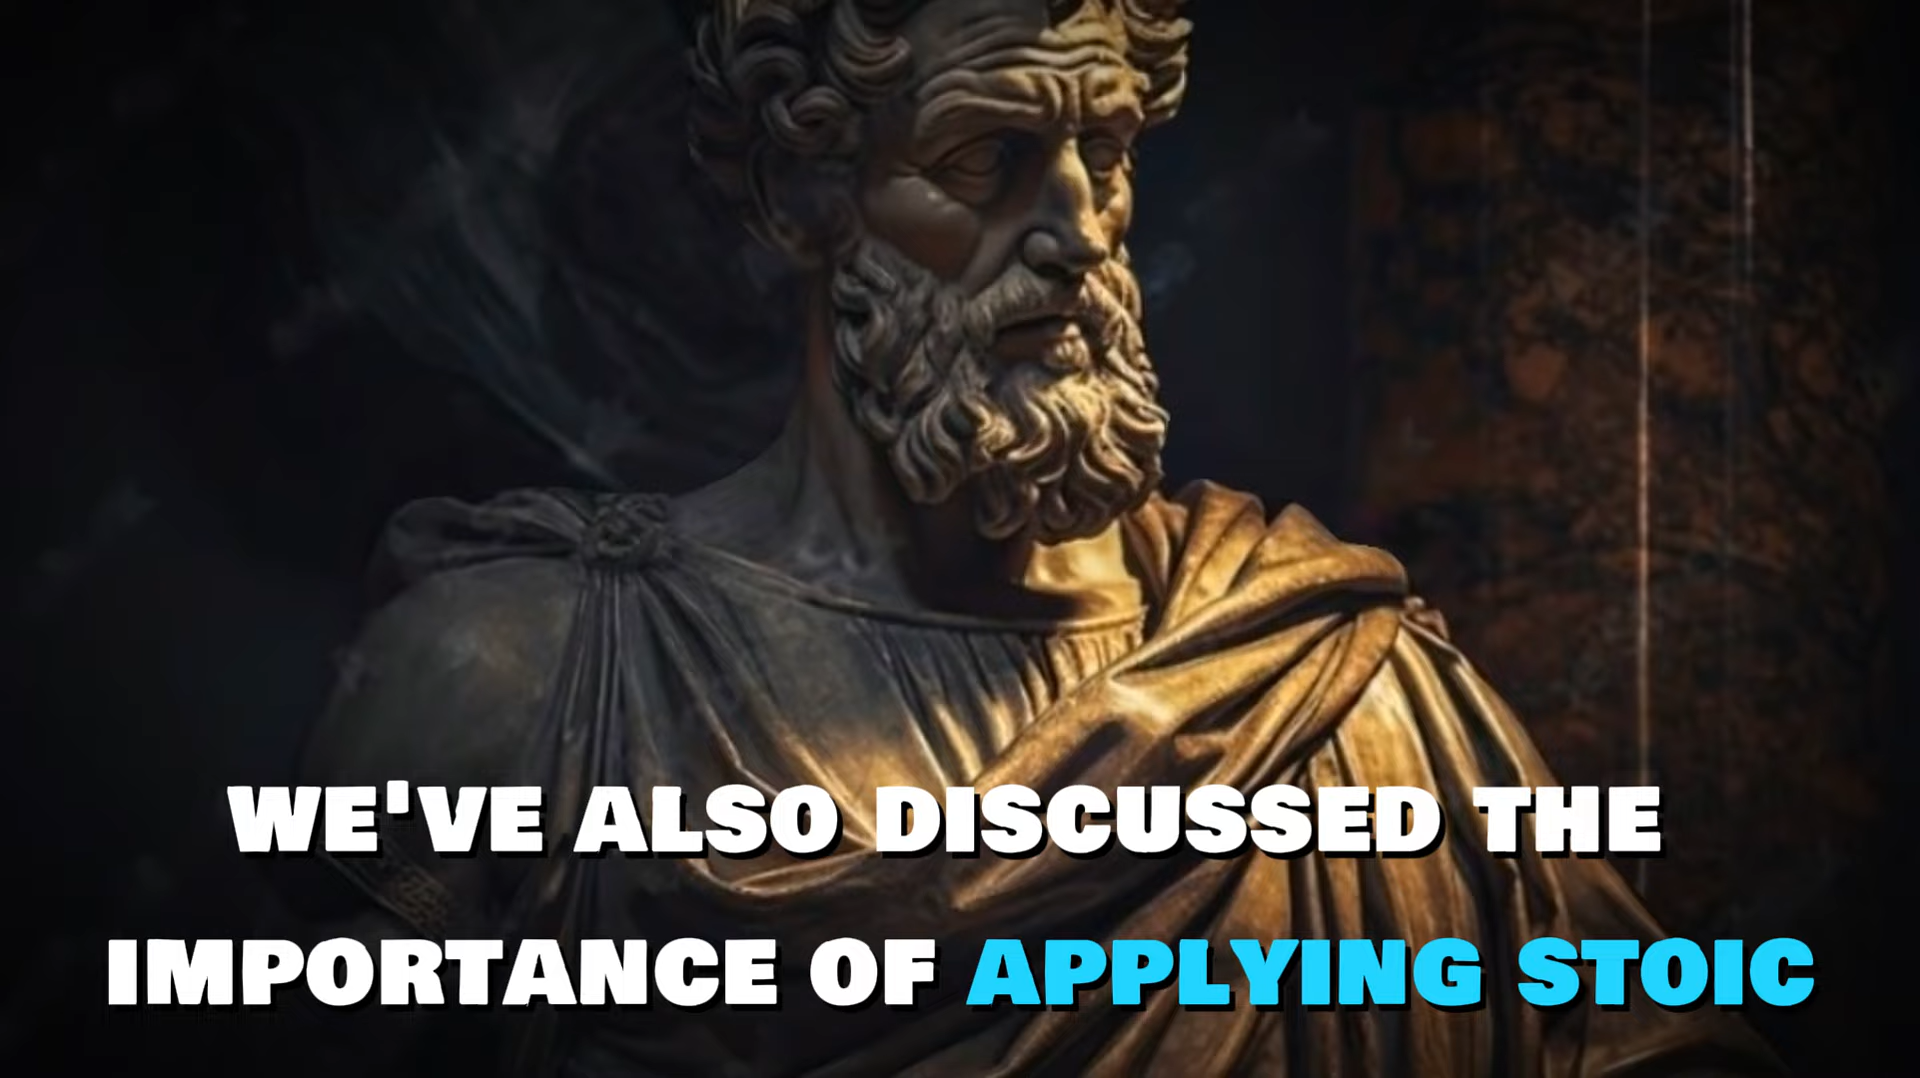 WE'VE ALSO DISCUSSED THE
IMPORTANCE OF APPLYING STOIC